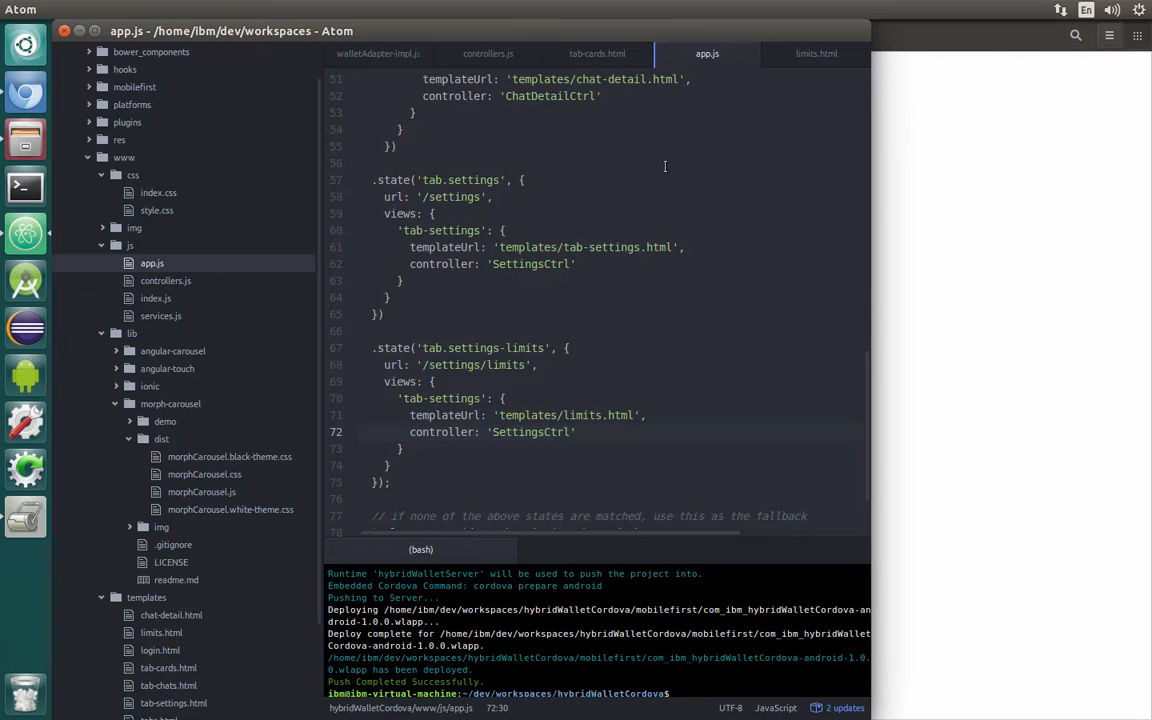 Atom
En
app.js - /home/ibm/dev/workspaces - Atom
bower_components
hooks
mobilefirst
platforms
plugins
res
www
css
index.css
style.css
img
js
app.js
controllers.js
index.js
services.js
lib
angular-carousel
angular-touch
ionic
morph-carousel
demo
dist
morphCarousel.black-theme.css
morphCarousel.css
morphCarousel.js
morphCarousel.white-theme.css
img
.gitignore
LICENSE
readme.md
templates
chat-detail.html
limits.html
login.html
tab-cards.html
tab-chats.html
tab-settings.html
walletAdapter-impl.js
controllers.js
tab-cards.html
app.js
limits.html
51 templateUrl: 'templates/chat-detail.html',
52 controller: 'ChatDetailCtrl'
53 }
54 }
55 })
56
57 .state('tab.settings', {
58 url: '/settings',
59 views: {
60 'tab-settings': {
61 templateUrl: 'templates/tab-settings.html',
62 controller: 'SettingsCtrl'
63 }
64 }
65 })
66
67 .state('tab.settings-limits', {
68 url: '/settings/limits',
69 views: {
70 'tab-settings': {
71 templateUrl: 'templates/limits.html',
72 controller: 'SettingsCtrl'
73 }
74 }
75 });
76
77 // if none of the above states are matched, use this as the fallback
78
(bash)
Runtime 'hybridWalletServer' will be used to push the project into.
Embedded Cordova Command: cordova prepare android
Pushing to Server...
Deploying /home/ibm/dev/workspaces/hybridWalletCordova/mobilefirst/com_ibm_hybridWalletCordova-an
droid-1.0.0.wlapp...
Deploy complete for /home/ibm/dev/workspaces/hybridWalletCordova/mobilefirst/com_ibm_hybridWallet
Cordova-android-1.0.0.wlapp.
/home/ibm/dev/workspaces/hybridWalletCordova/mobilefirst/com_ibm_hybridWalletCordova-android-1.0.
0.wlapp has been deployed.
Push Completed Successfully.
ibm@ibm-virtual-machine:~/dev/workspaces/hybridWalletCordova$
hybridWalletCordova/www/js/app.js 72:30
UTF-8 JavaScript 2 updates